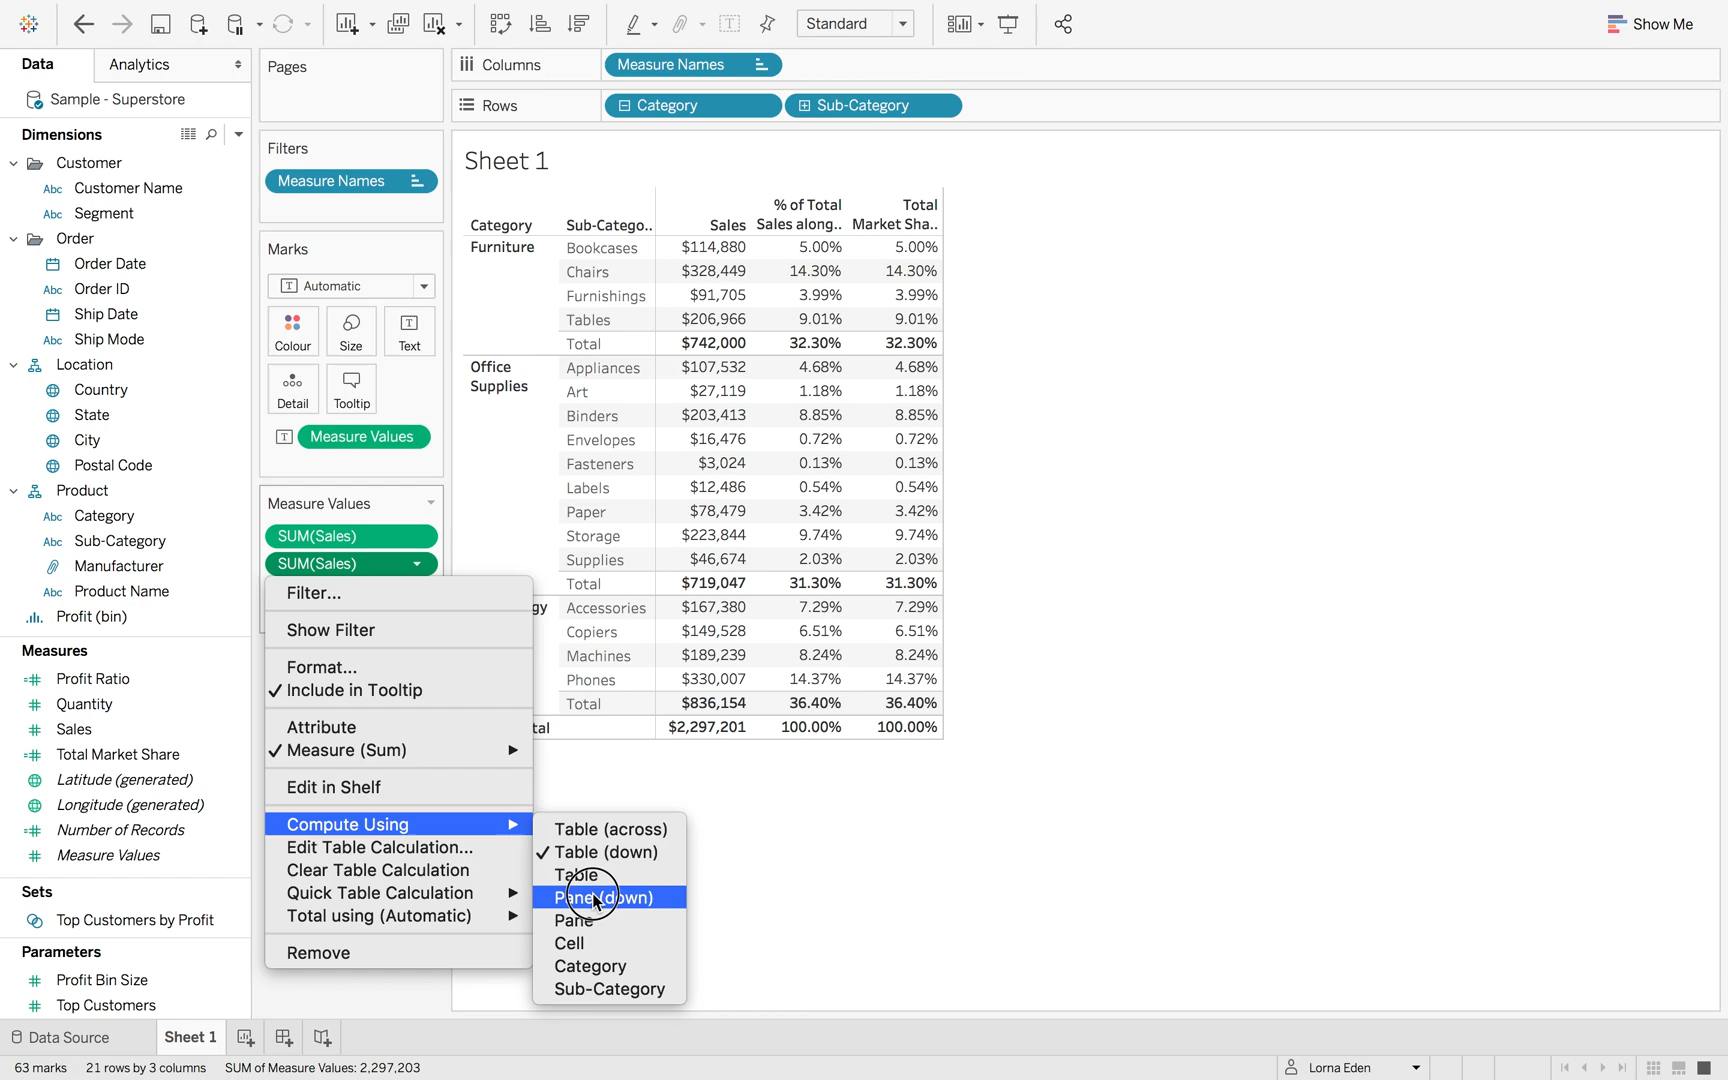 Standard
Show Me
Data
Analytics
Sample - Superstore
Dimensions
Customer
Abc Customer Name
Abc Segment
Order
Order Date
Abc Order ID
Ship Date
Abc Ship Mode
Location
Country
State
City
Postal Code
Product
Abc Category
Abc Sub-Category
Manufacturer
Abc Product Name
Profit (bin)
Measures
Profit Ratio
Quantity
Sales
Total Market Share
Latitude (generated)
Longitude (generated)
Number of Records
Measure Values
Sets
Top Customers by Profit
Parameters
Profit Bin Size
Top Customers
Pages
Filters
Measure Names
Marks
Automatic
Colour Size Text
Detail Tooltip
Measure Values
Measure Values
SUM(Sales)
SUM(Sales)
Filter...
Show Filter
Format...
Include in Tooltip
Attribute
Measure (Sum)
Edit in Shelf
Compute Using
Edit Table Calculation...
Clear Table Calculation
Quick Table Calculation
Total using (Automatic)
Remove
Table (across)
Table (down)
Table
Pane (down)
Pane
Cell
Category
Sub-Category
Columns Measure Names
Rows Category Sub-Category
Sheet 1
% of Total Total
Category Sub-Catego.. Sales Sales along.. Market Sha..
Furniture Bookcases $114,880 5.00% 5.00%
Chairs $328,449 14.30% 14.30%
Furnishings $91,705 3.99% 3.99%
Tables $206,966 9.01% 9.01%
Total $742,000 32.30% 32.30%
Office Supplies Appliances $107,532 4.68% 4.68%
Art $27,119 1.18% 1.18%
Binders $203,413 8.85% 8.85%
Envelopes $16,476 0.72% 0.72%
Fasteners $3,024 0.13% 0.13%
Labels $12,486 0.54% 0.54%
Paper $78,479 3.42% 3.42%
Storage $223,844 9.74% 9.74%
Supplies $46,674 2.03% 2.03%
Total $719,047 31.30% 31.30%
gy Accessories $167,380 7.29% 7.29%
Copiers $149,528 6.51% 6.51%
Machines $189,239 8.24% 8.24%
Phones $330,007 14.37% 14.37%
Total $836,154 36.40% 36.40%
tal $2,297,201 100.00% 100.00%
Data Source
Sheet 1
63 marks 21 rows by 3 columns SUM of Measure Values: 2,297,203
Lorna Eden